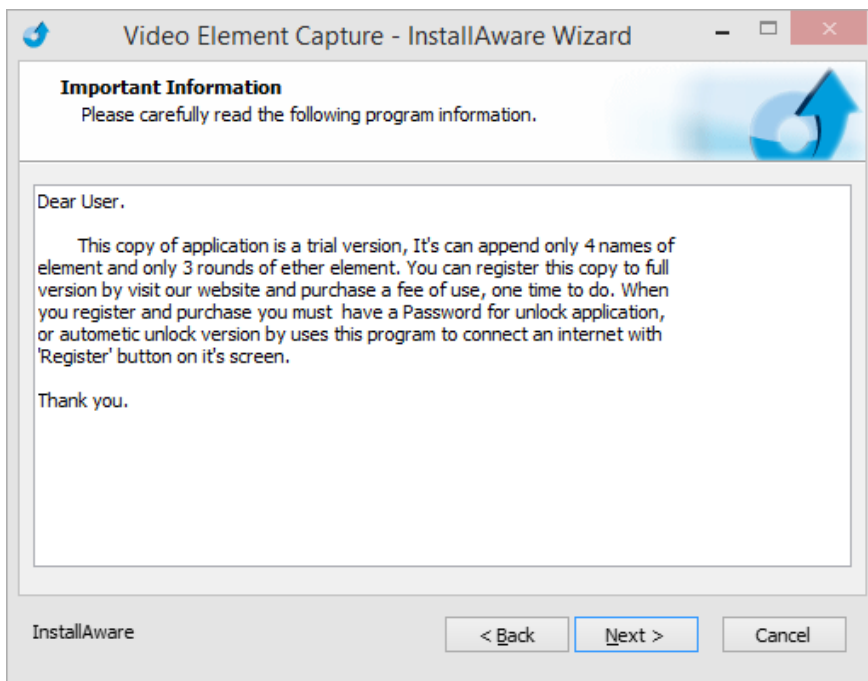 Video Element Capture - InstallAware Wizard
Important Information
Please carefully read the following program information.
Dear User.
This copy of application is a trial version, It's can append only 4 names of
element and only 3 rounds of ether element. You can register this copy to full
version by visit our website and purchase a fee of use, one time to do. When
you register and purchase you must  have a Password for unlock application,
or autometic unlock version by uses this program to connect an internet with
'Register' button on it's screen.
Thank you.
InstallAware
< Back
Next >
Cancel